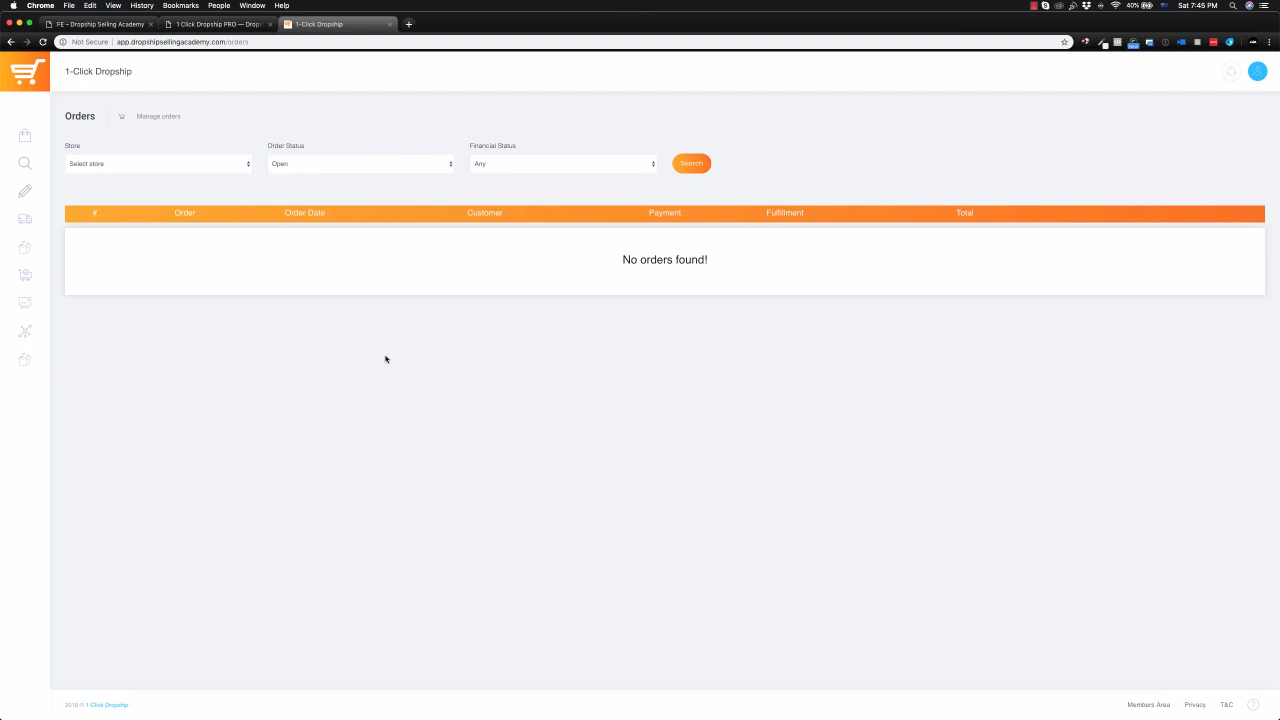 Chrome File Edit View History Bookmarks People Window Help 40% Sat 7:45 PM
FE – Dropship Selling Academy 1 Click Dropship PRO — Drops 1-Click Dropship
Not Secure app.dropshipsellingacademy.com/orders
1-Click Dropship
Orders Manage orders
Store Order Status Financial Status
Select store Open Any Search
# Order Order Date Customer Payment Fulfillment Total
No orders found!
2018 © 1-Click Dropship Members Area Privacy T&C